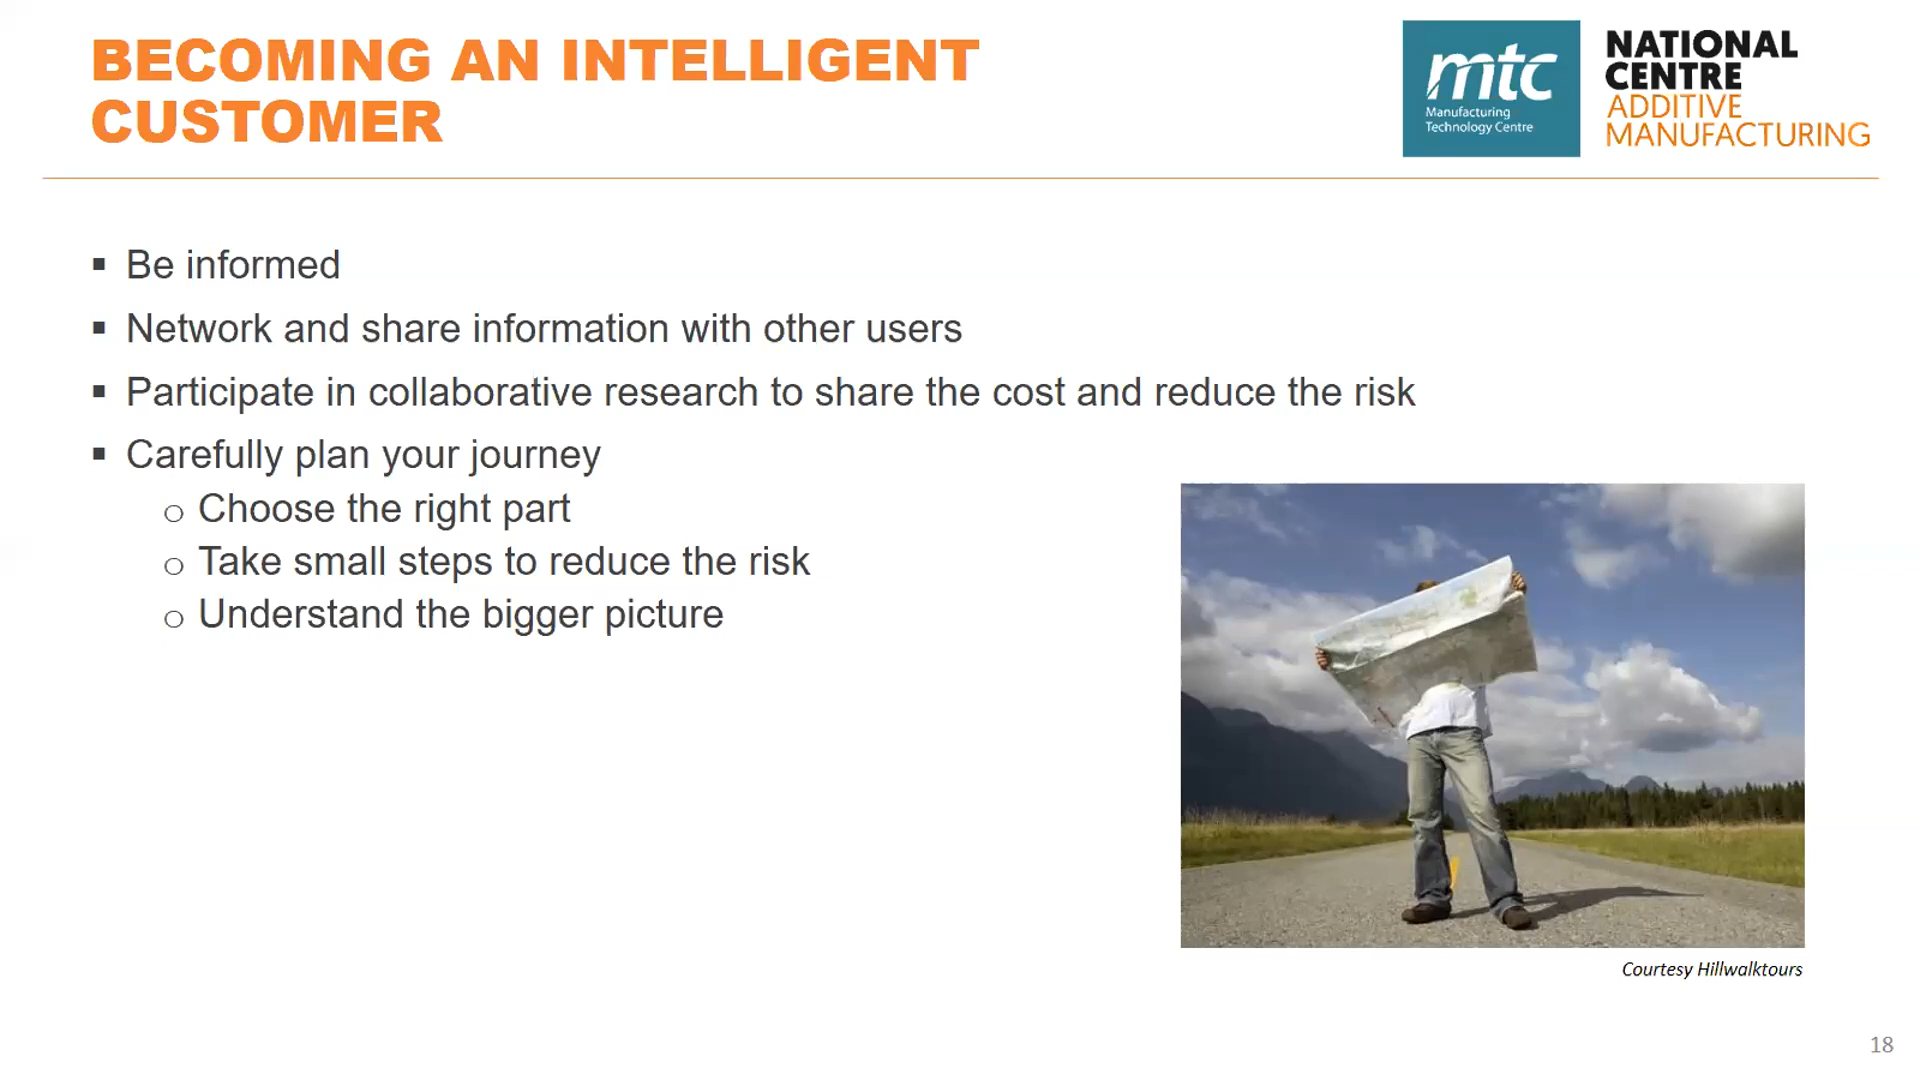 BECOMING AN INTELLIGENT
CUSTOMER
mtc
Manufacturing
Technology Centre
NATIONAL
CENTRE
ADDITIVE
MANUFACTURING
▪ Be informed
▪ Network and share information with other users
▪ Participate in collaborative research to share the cost and reduce the risk
▪ Carefully plan your journey
o Choose the right part
o Take small steps to reduce the risk
o Understand the bigger picture
Courtesy Hillwalktours
18